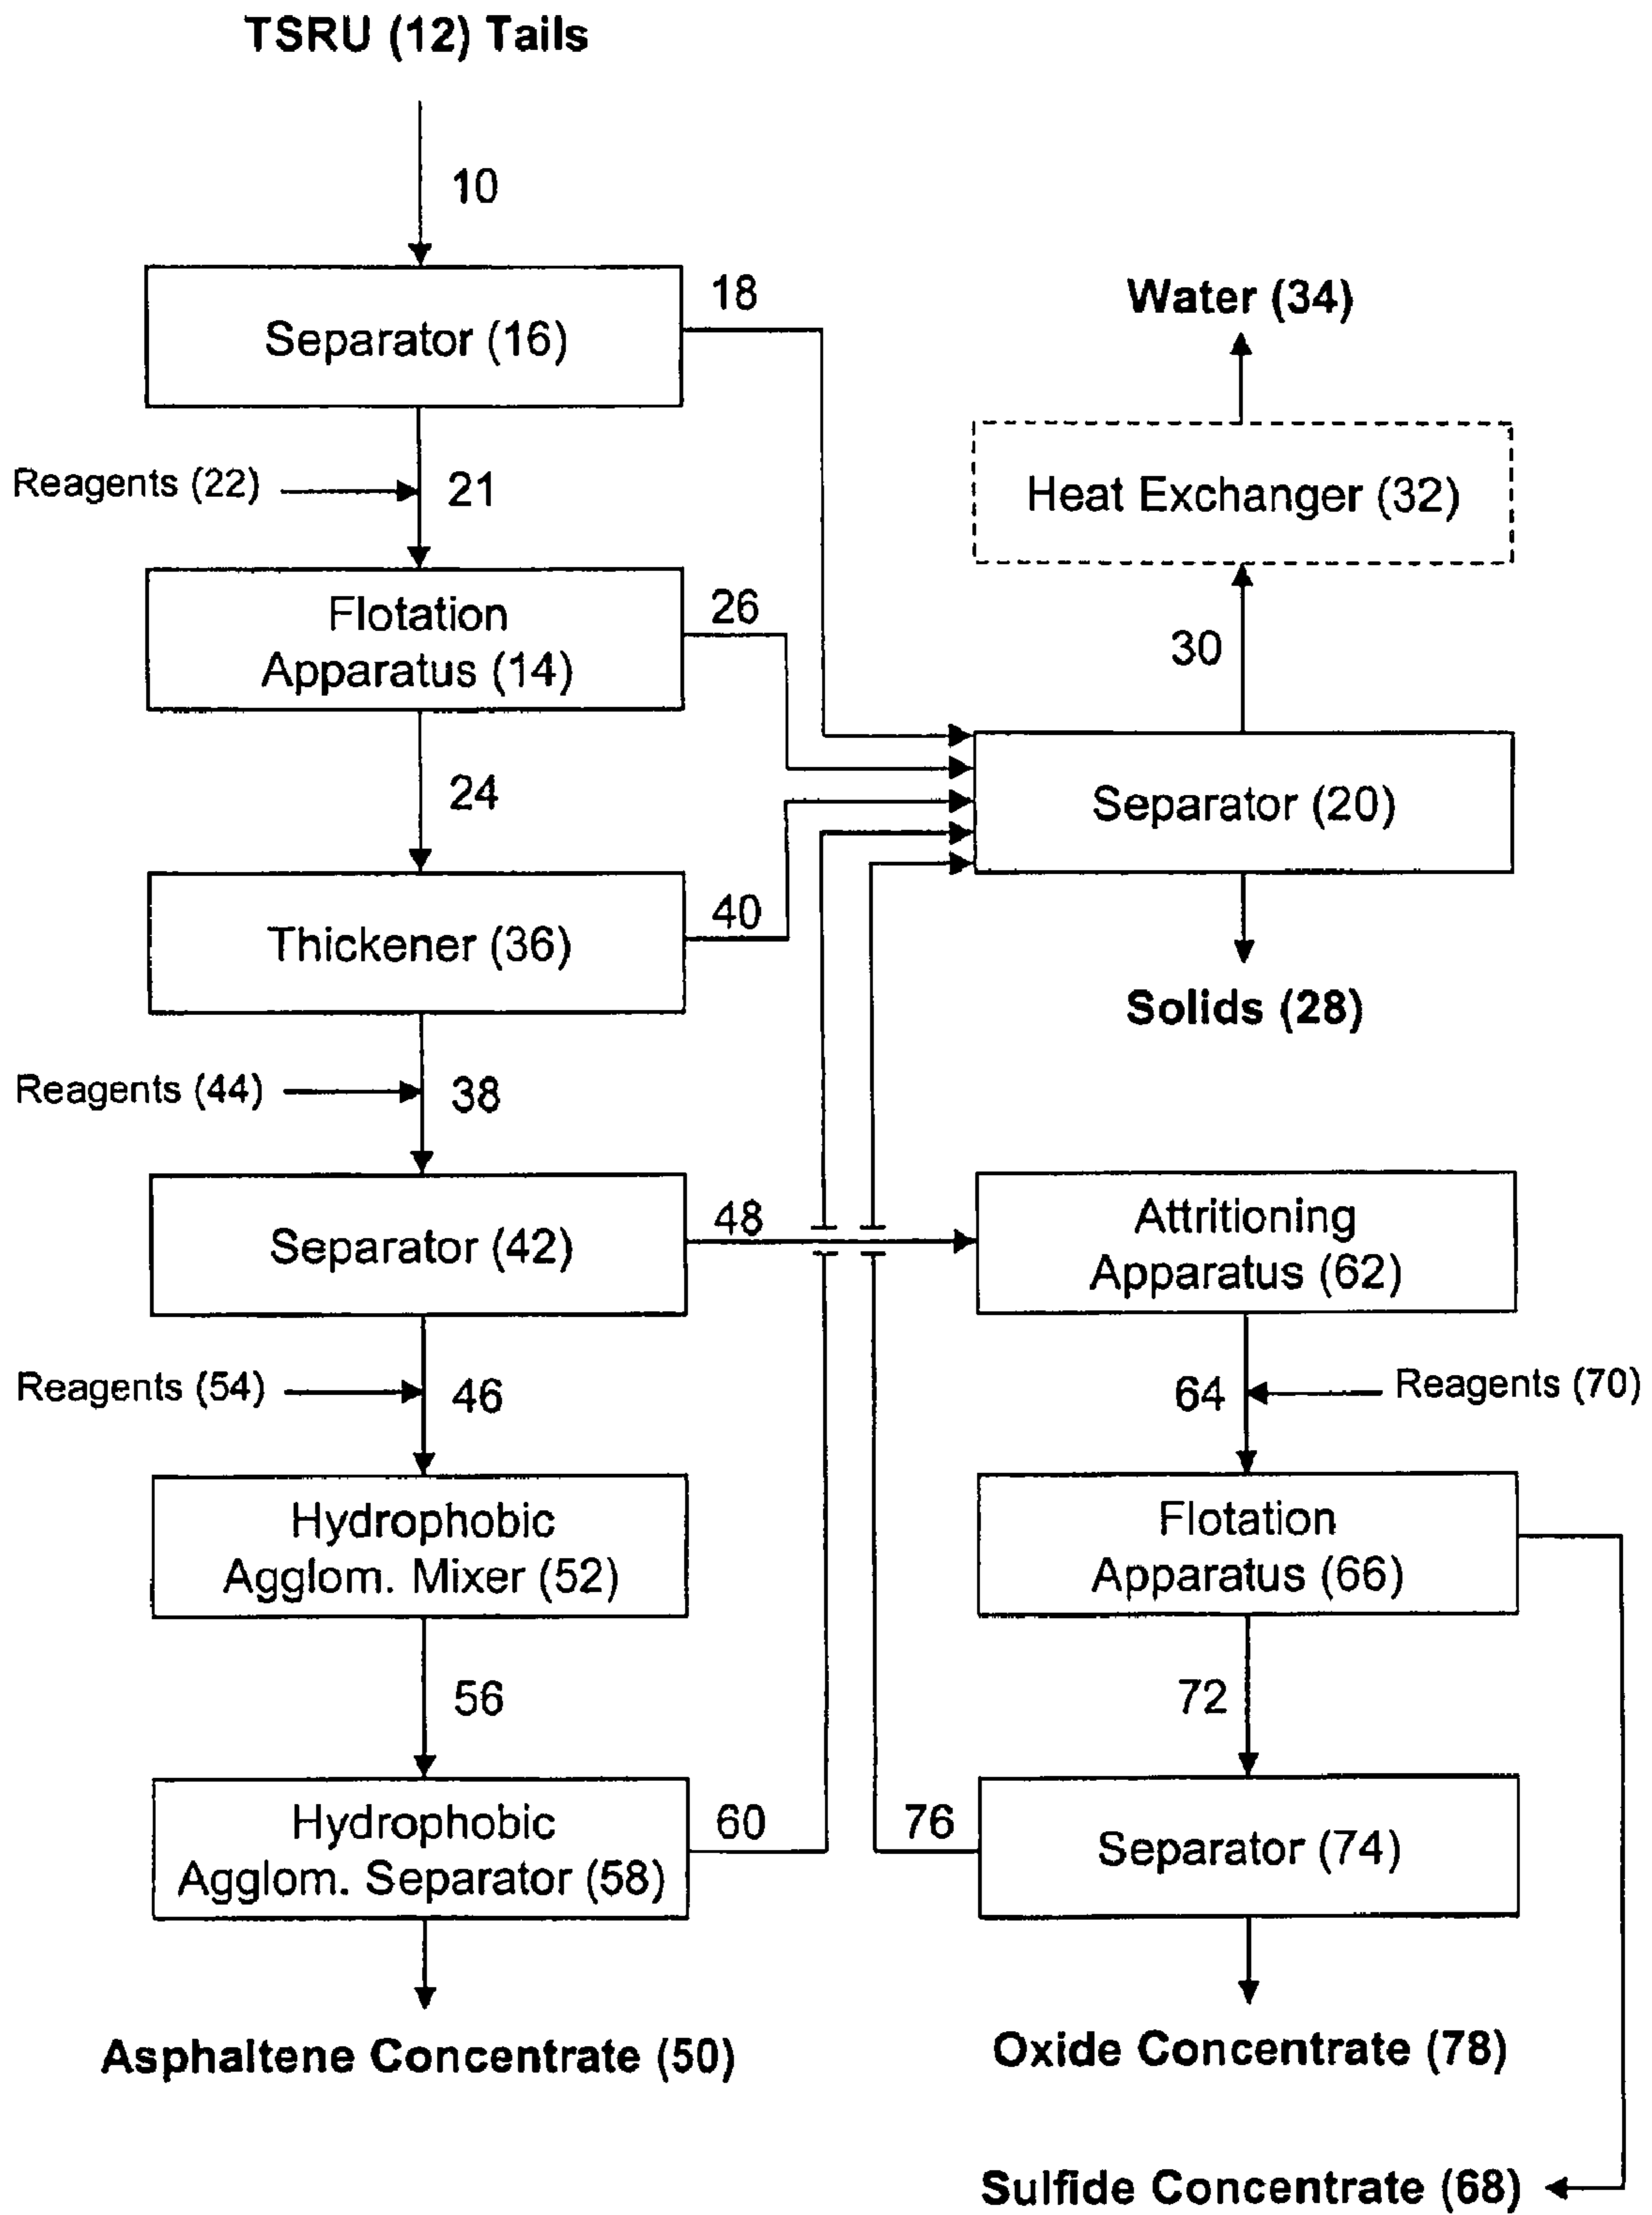 TSRU (12) Tails
10
Separator (16)
18
Water (34)
Reagents (22)
21
Heat Exchanger (32)
Flotation
Apparatus (14)
26
30
24
Separator (20)
Thickener (36)
40
Solids (28)
Reagents (44)
38
Separator (42)
48
Attritioning
Apparatus (62)
Reagents (54)
46
64
Reagents (70)
Hydrophobic
Agglom. Mixer (52)
Flotation
Apparatus (66)
56
72
Hydrophobic
Agglom. Separator (58)
60
76
Separator (74)
Asphaltene Concentrate (50)
Oxide Concentrate (78)
Sulfide Concentrate (68)